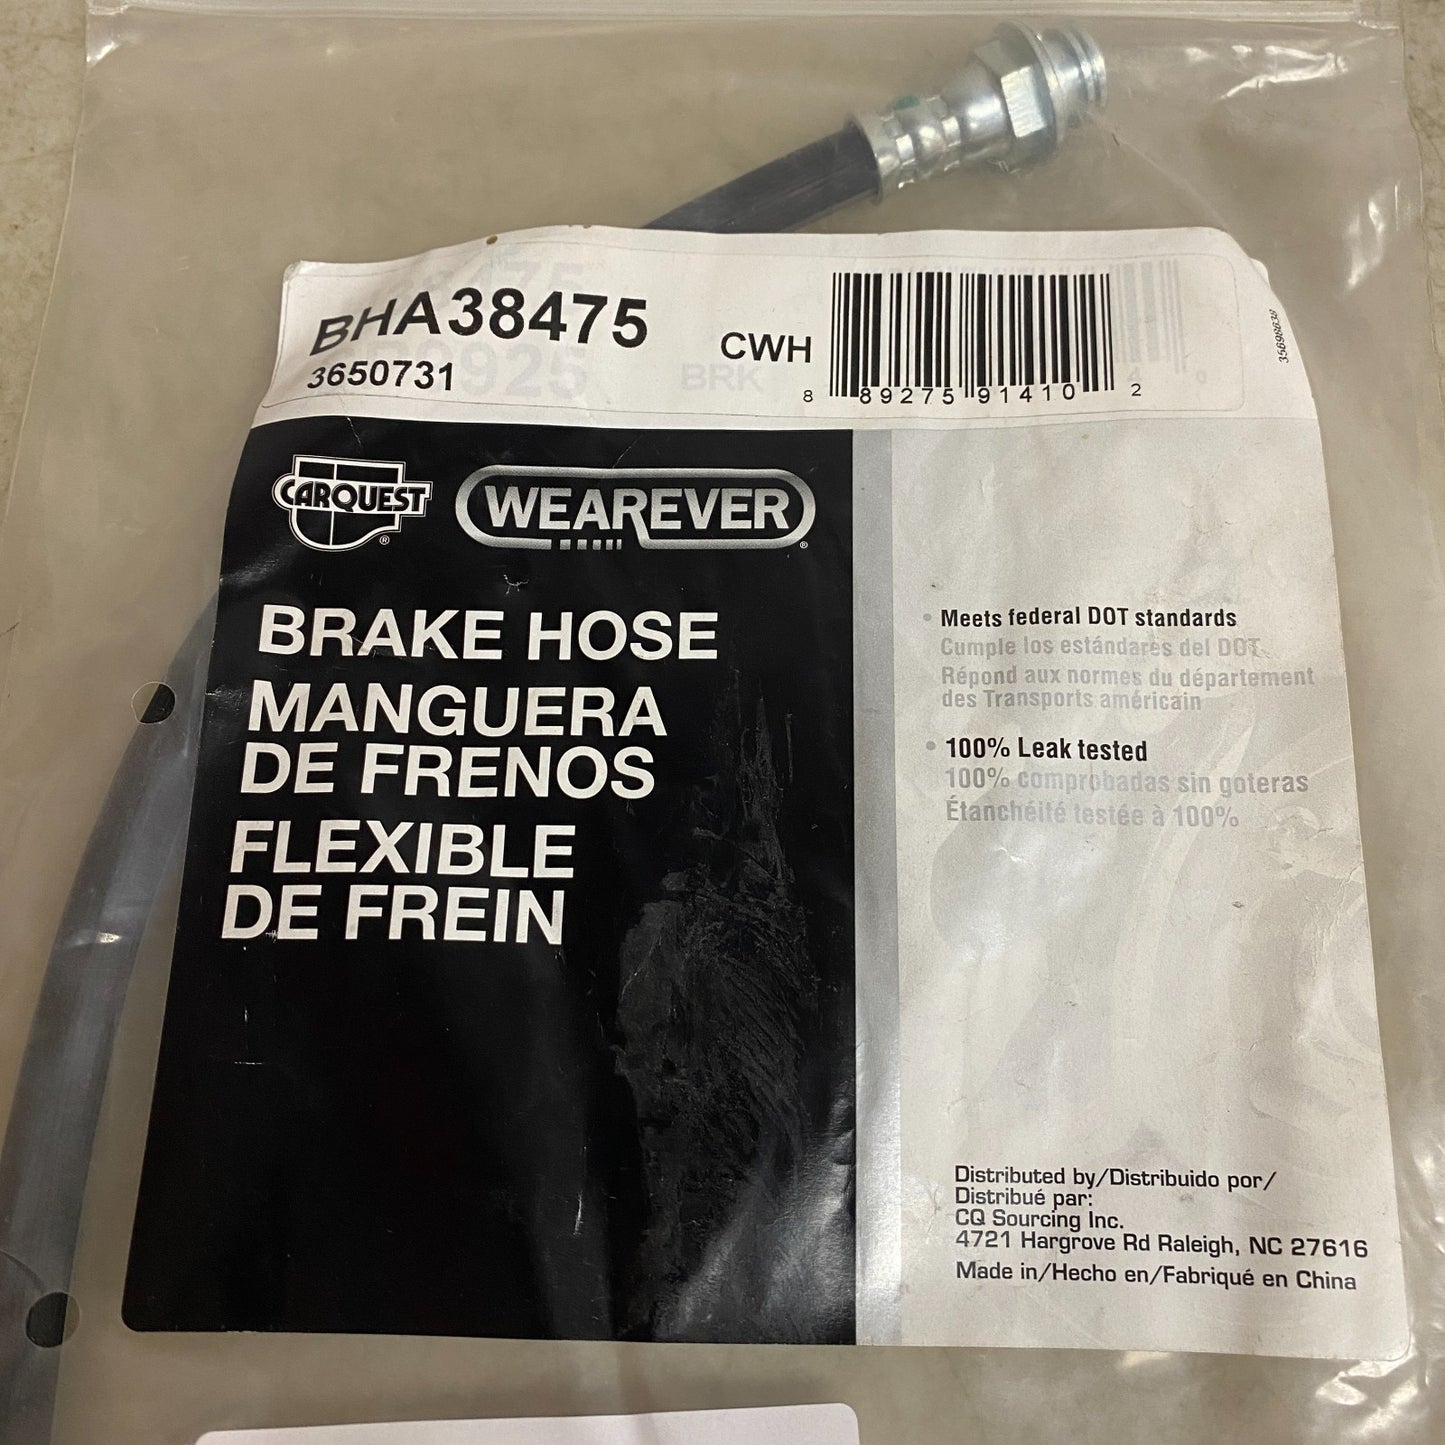 BHA38475
3650731
CWH
8 89275 91410 2
35698638
CARQUEST ®
WEAREVER ®
BRAKE HOSE
MANGUERA
DE FRENOS
FLEXIBLE
DE FREIN
• Meets federal DOT standards
Cumple los estándares del DOT
Répond aux normes du département
des Transports américain
• 100% Leak tested
100% comprobadas sin goteras
Étanchéité testée à 100%
Distributed by/Distribuido por/
Distribué par:
CQ Sourcing Inc.
4721 Hargrove Rd Raleigh, NC 27616
Made in/Hecho en/Fabriqué en China